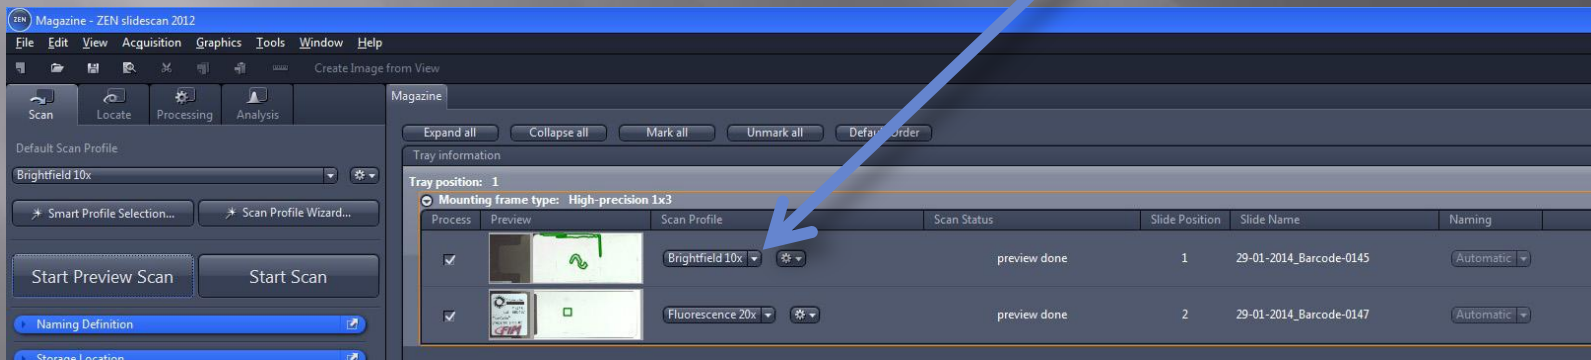 ZEN Magazine - ZEN slidescan 2012
File Edit View Acquisition Graphics Tools Window Help
Create Image from View
Scan Locate Processing Analysis
Magazine
Expand all Collapse all Mark all Unmark all Default Order
Default Scan Profile
Tray information
Brightfield 10x
Tray position: 1
Mounting frame type: High-precision 1x3
Smart Profile Selection... Scan Profile Wizard...
Process Preview Scan Profile Scan Status Slide Position Slide Name Naming
Brightfield 10x preview done 1 29-01-2014_Barcode-0145 Automatic
Start Preview Scan Start Scan
Fluorescence 20x preview done 2 29-01-2014_Barcode-0147 Automatic
Naming Definition
Storage Location